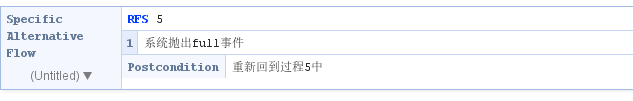 Specific
Alternative
Flow
(Untitled) ▼
RFS 5
1 系统抛出full事件
Postcondition 重新回到过程5中